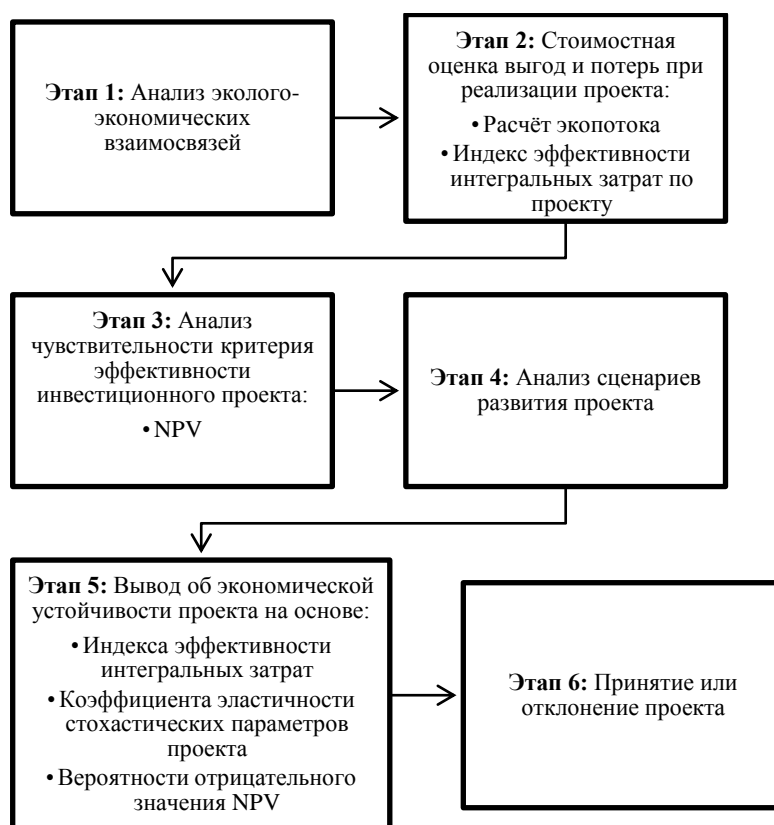 Этап 1: Анализ эколого-
экономических
взаимосвязей
Этап 2: Стоимостная
оценка выгод и потерь при
реализации проекта:
• Расчёт экопотока
• Индекс эффективности
интегральных затрат по
проекту
Этап 3: Анализ
чувствительности критерия
эффективности
инвестиционного проекта:
• NPV
Этап 4: Анализ сценариев
развития проекта
Этап 5: Вывод об экономической
устойчивости проекта на основе:
• Индекса эффективности
интегральных затрат
• Коэффициента эластичности
стохастических параметров
проекта
• Вероятности отрицательного
значения NPV
Этап 6: Принятие или
отклонение проекта